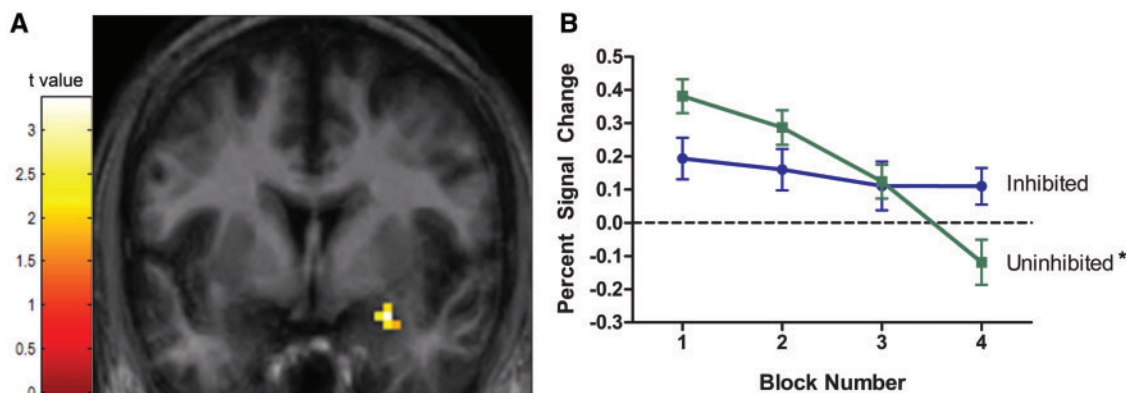 A
t value
3
2.5
2
1.5
1
0.5
0
B
Percent Signal Change
0.5
0.4
0.3
0.2
0.1
0.0
-0.1
-0.2
-0.3
Inhibited
Uninhibited *
1 2 3 4
Block Number